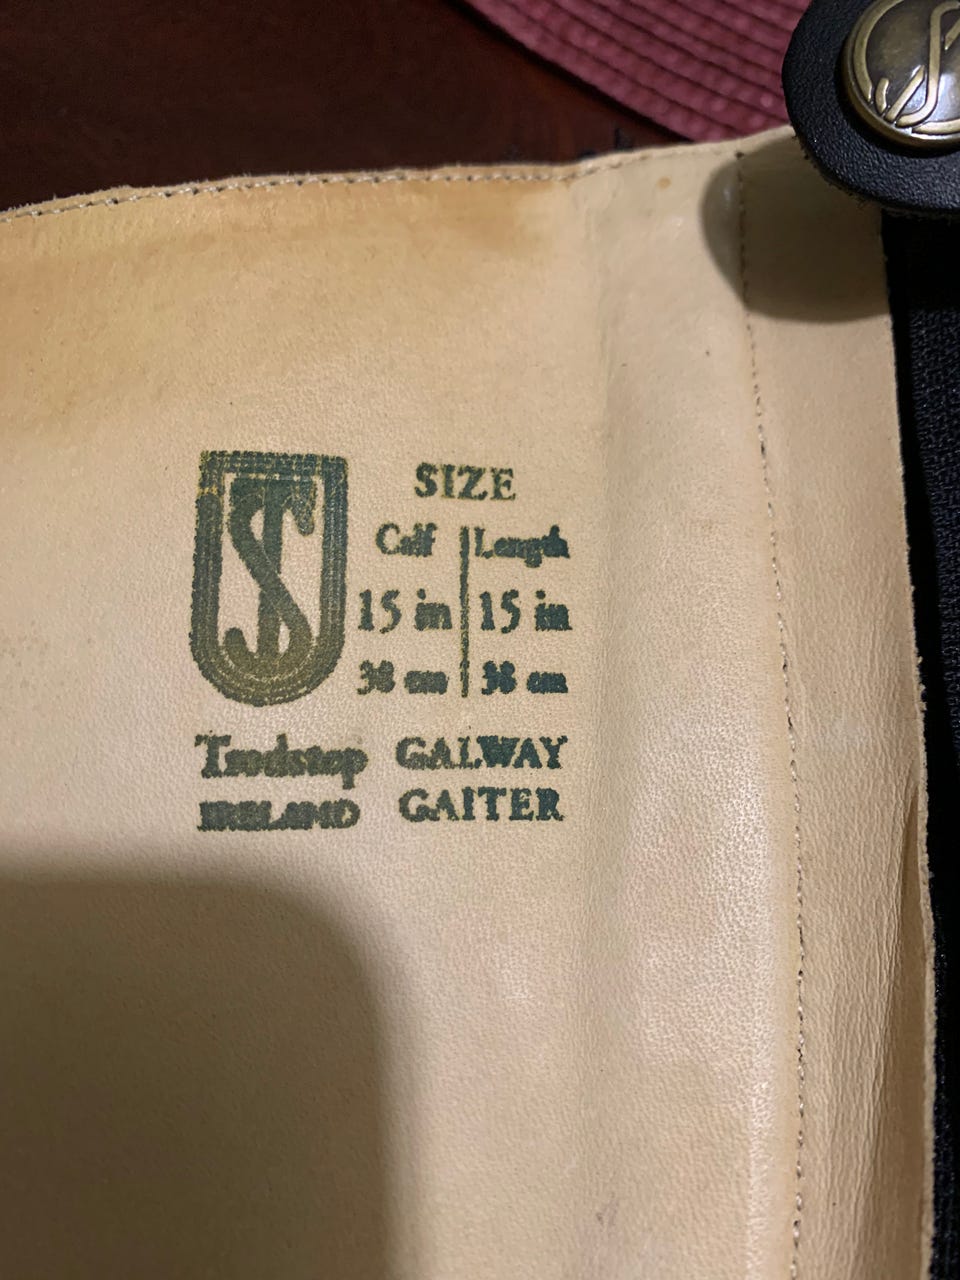 SIZE
Calf Length
15 in 15 in
38 cm 38 cm
Tredstep GALWAY
IRELAND GAITER